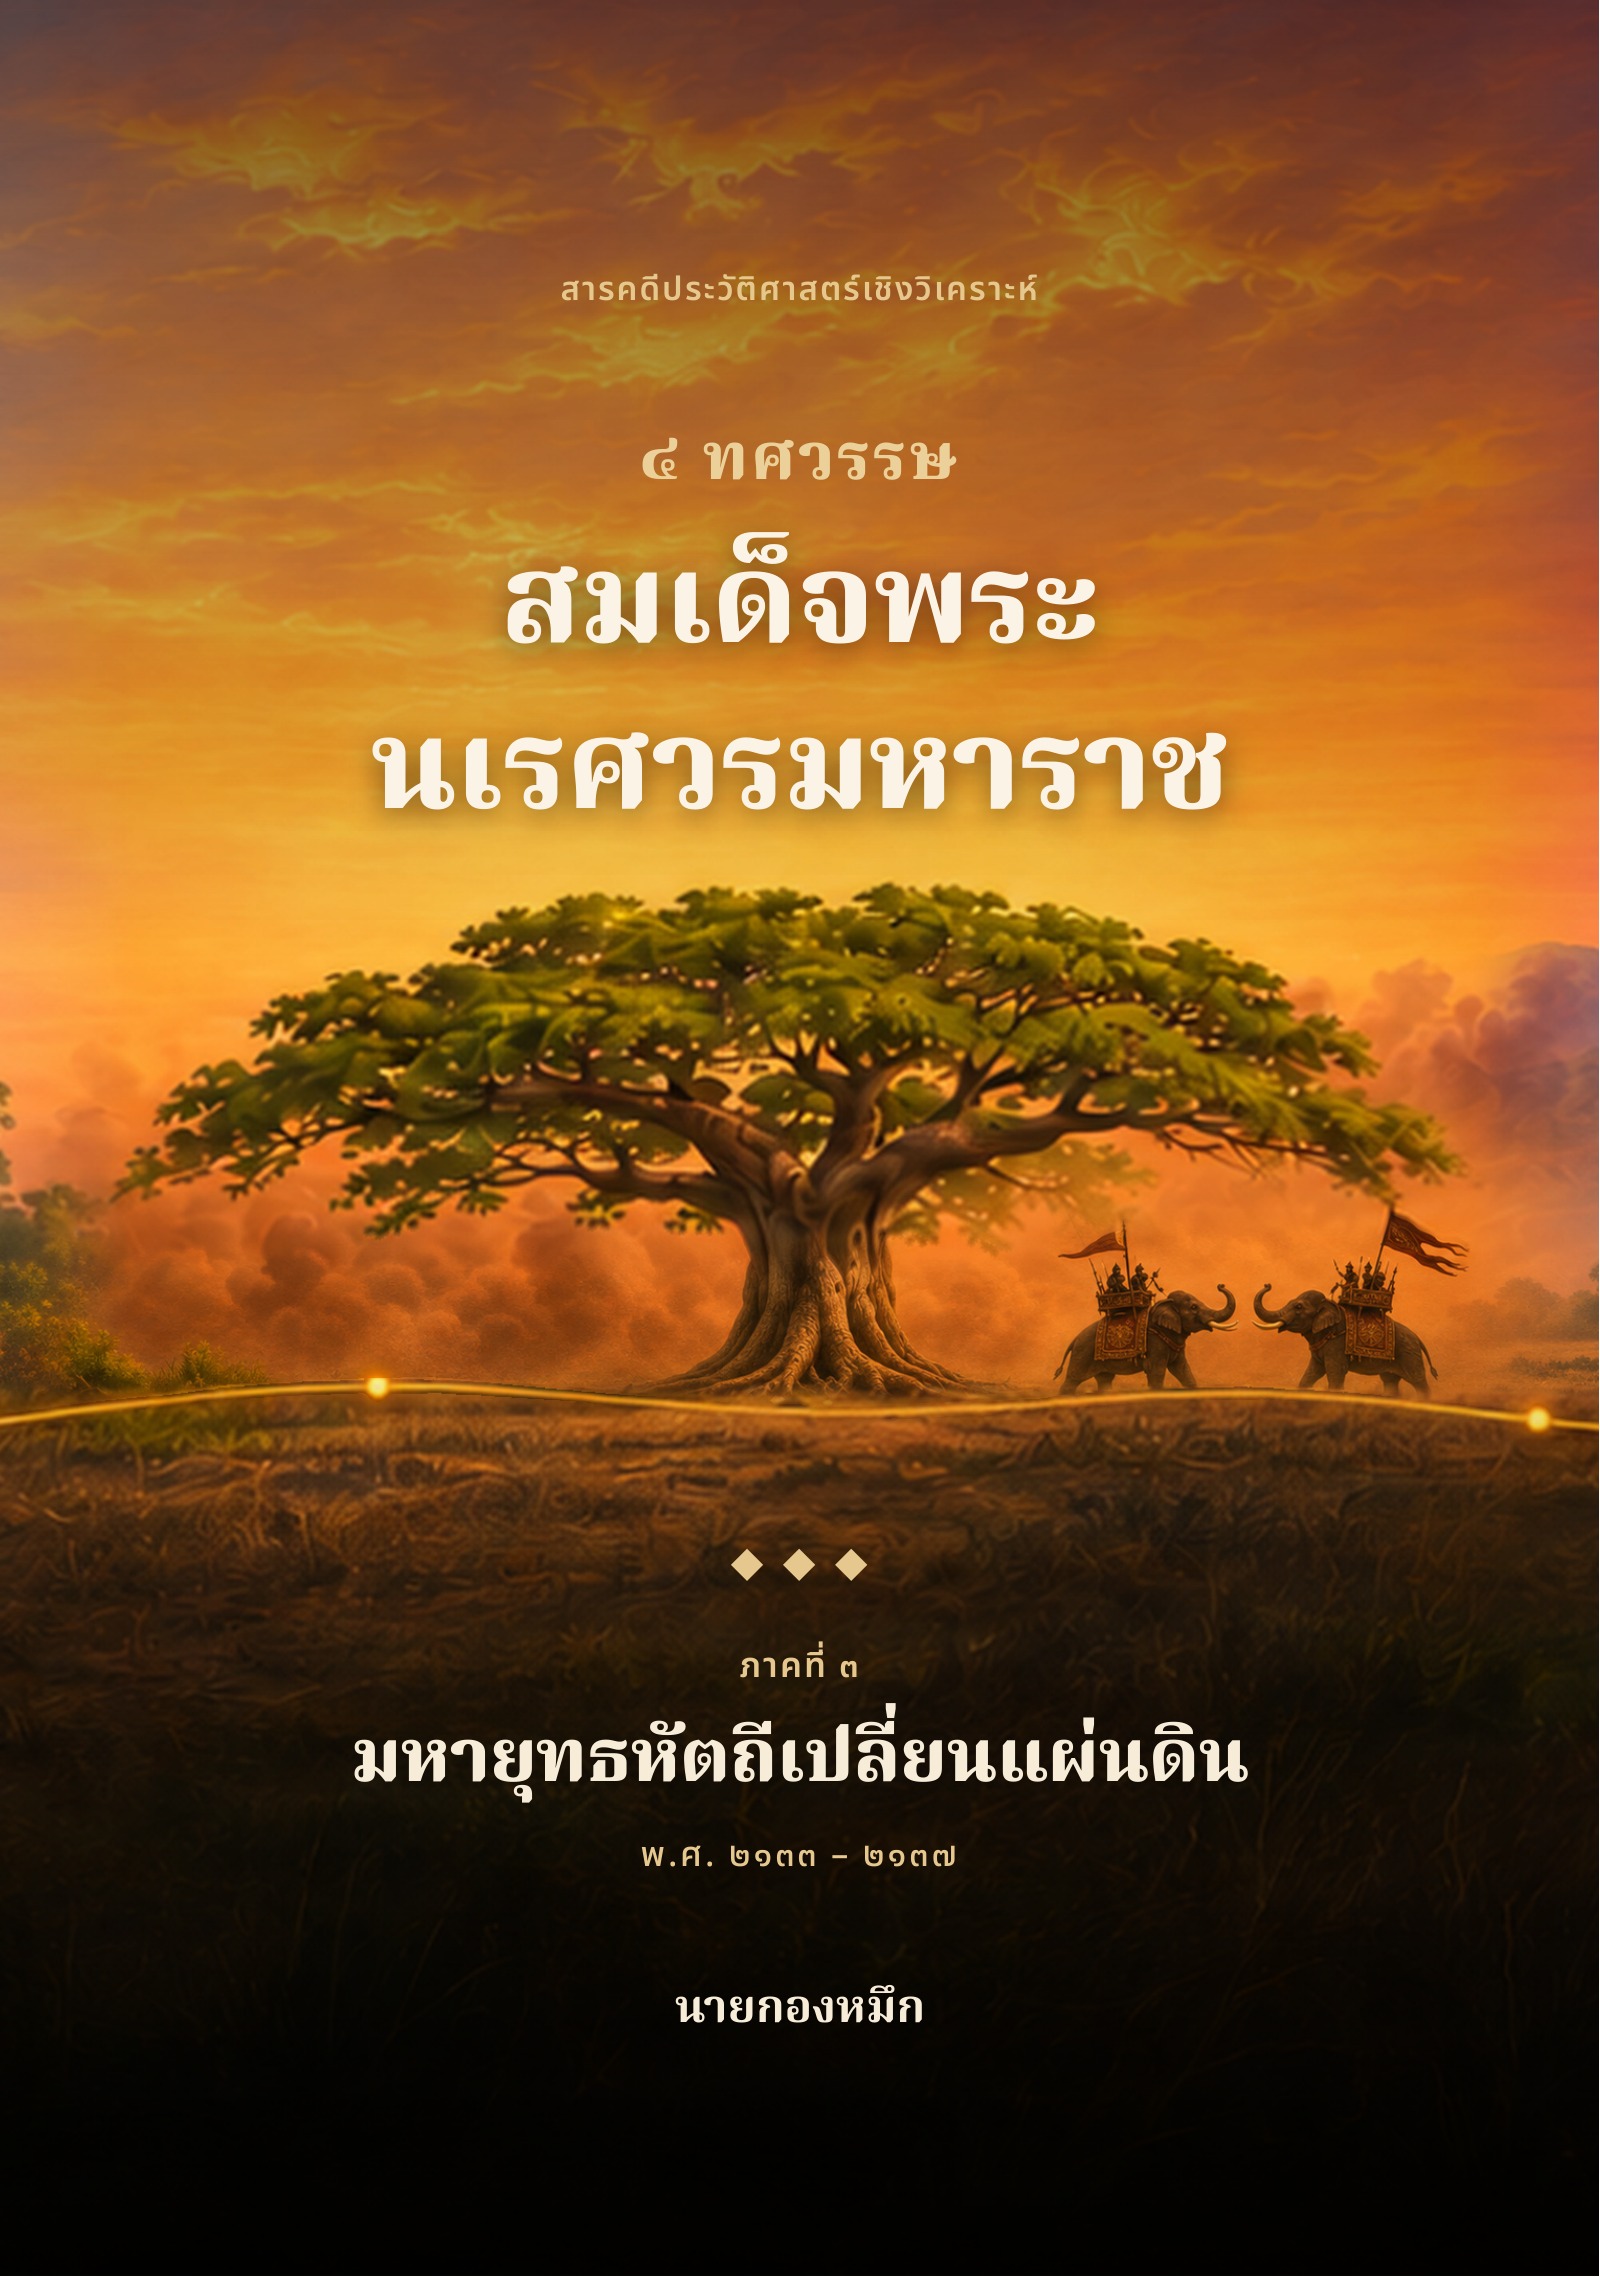 สารคดีประวัติศาสตร์เชิงวิเคราะห์
๔ ทศวรรษ
สมเด็จพระ
นเรศวรมหาราช
ภาคที่ ๓
มหายุทธหัตถีเปลี่ยนแผ่นดิน
พ.ศ. ๒๑๓๓ – ๒๑๓๗
นายกองหมึก